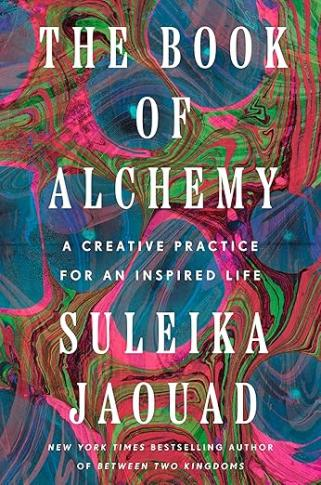 THE BOOK
OF
ALCHEMY
A CREATIVE PRACTICE
FOR AN INSPIRED LIFE
SULEIKA
JAOUAD
NEW YORK TIMES BESTSELLING AUTHOR
OF BETWEEN TWO KINGDOMS